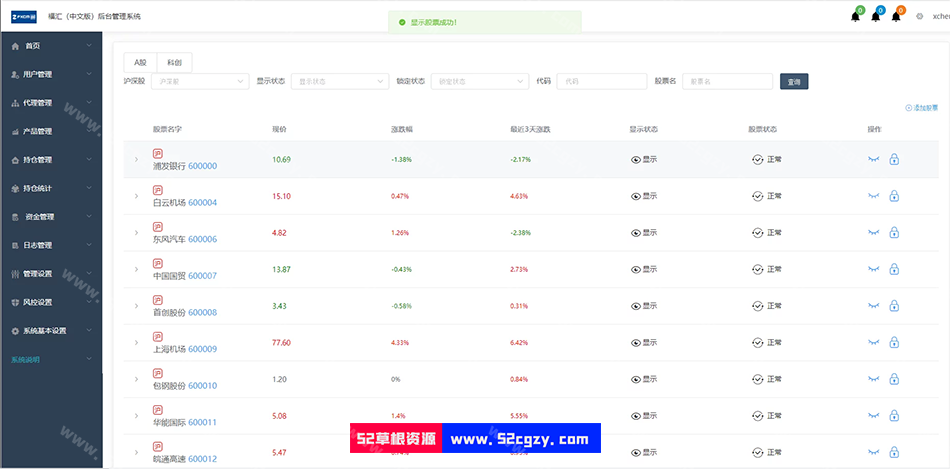 FXCM 福汇（中文版）后台管理系统
显示股票成功！
0 0 0 xche
首页
用户管理
代理管理
产品管理
持仓管理
持仓统计
资金管理
日志管理
管理设置
风控设置
系统基本设置
系统说明
A股 科创
沪深股 沪深股 显示状态 显示状态 锁定状态 锁定状态 代码 代码 股票名 股票名 查询
添加股票
股票名字 现价 涨跌幅 最近3天涨跌 显示状态 股票状态 操作
沪
浦发银行 600000 10.69 -1.38% -2.17% 显示 正常
沪
白云机场 600004 15.10 0.47% 4.63% 显示 正常
沪
东风汽车 600006 4.82 1.26% -2.38% 显示 正常
沪
中国国贸 600007 13.87 -0.43% 2.73% 显示 正常
沪
首创股份 600008 3.43 -0.58% 0.31% 显示 正常
沪
上海机场 600009 77.60 4.33% 6.42% 显示 正常
沪
包钢股份 600010 1.20 0% 0.84% 显示 正常
沪
华能国际 600011 5.08 1.4% 5.55% 显示 正常
沪
皖通高速 600012 5.47 显示 正常
52草根资源 www.52cgzy.com
www.
www.
www.